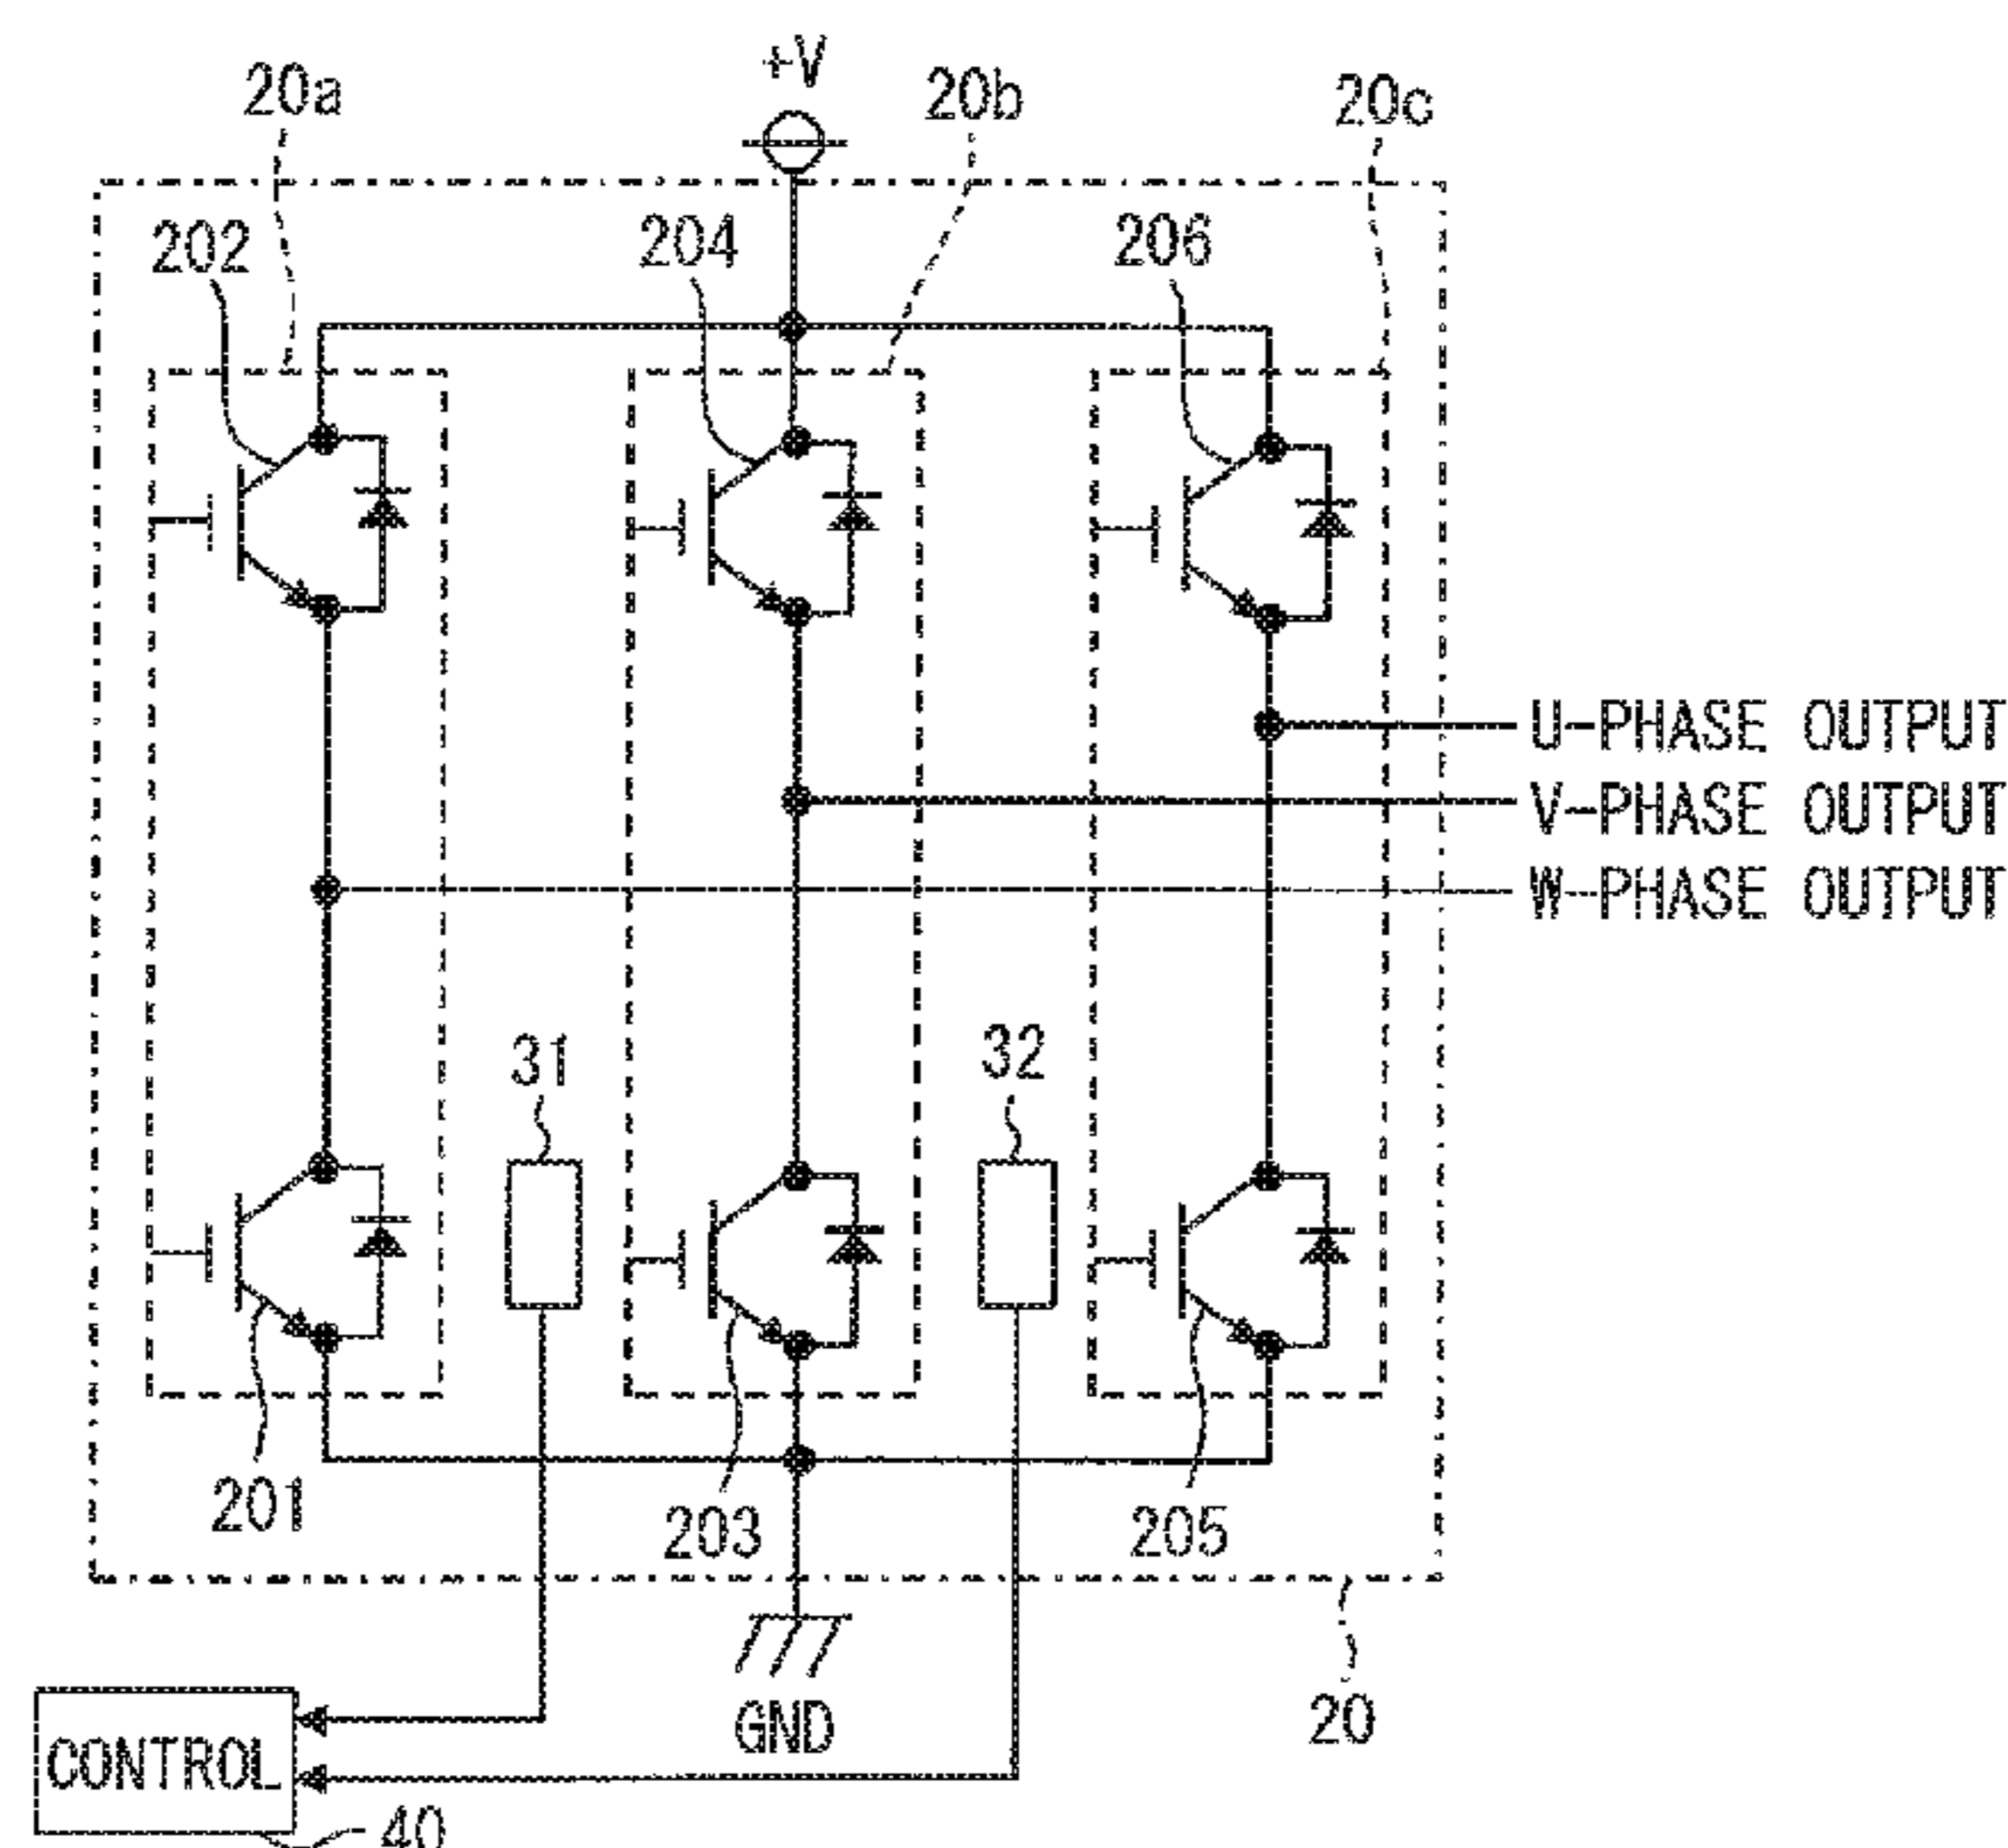 +V
20a
20b
20c
202
204
206
U-PHASE OUTPUT
V-PHASE OUTPUT
W-PHASE OUTPUT
31
32
201
203
205
GND
20
CONTROL
40